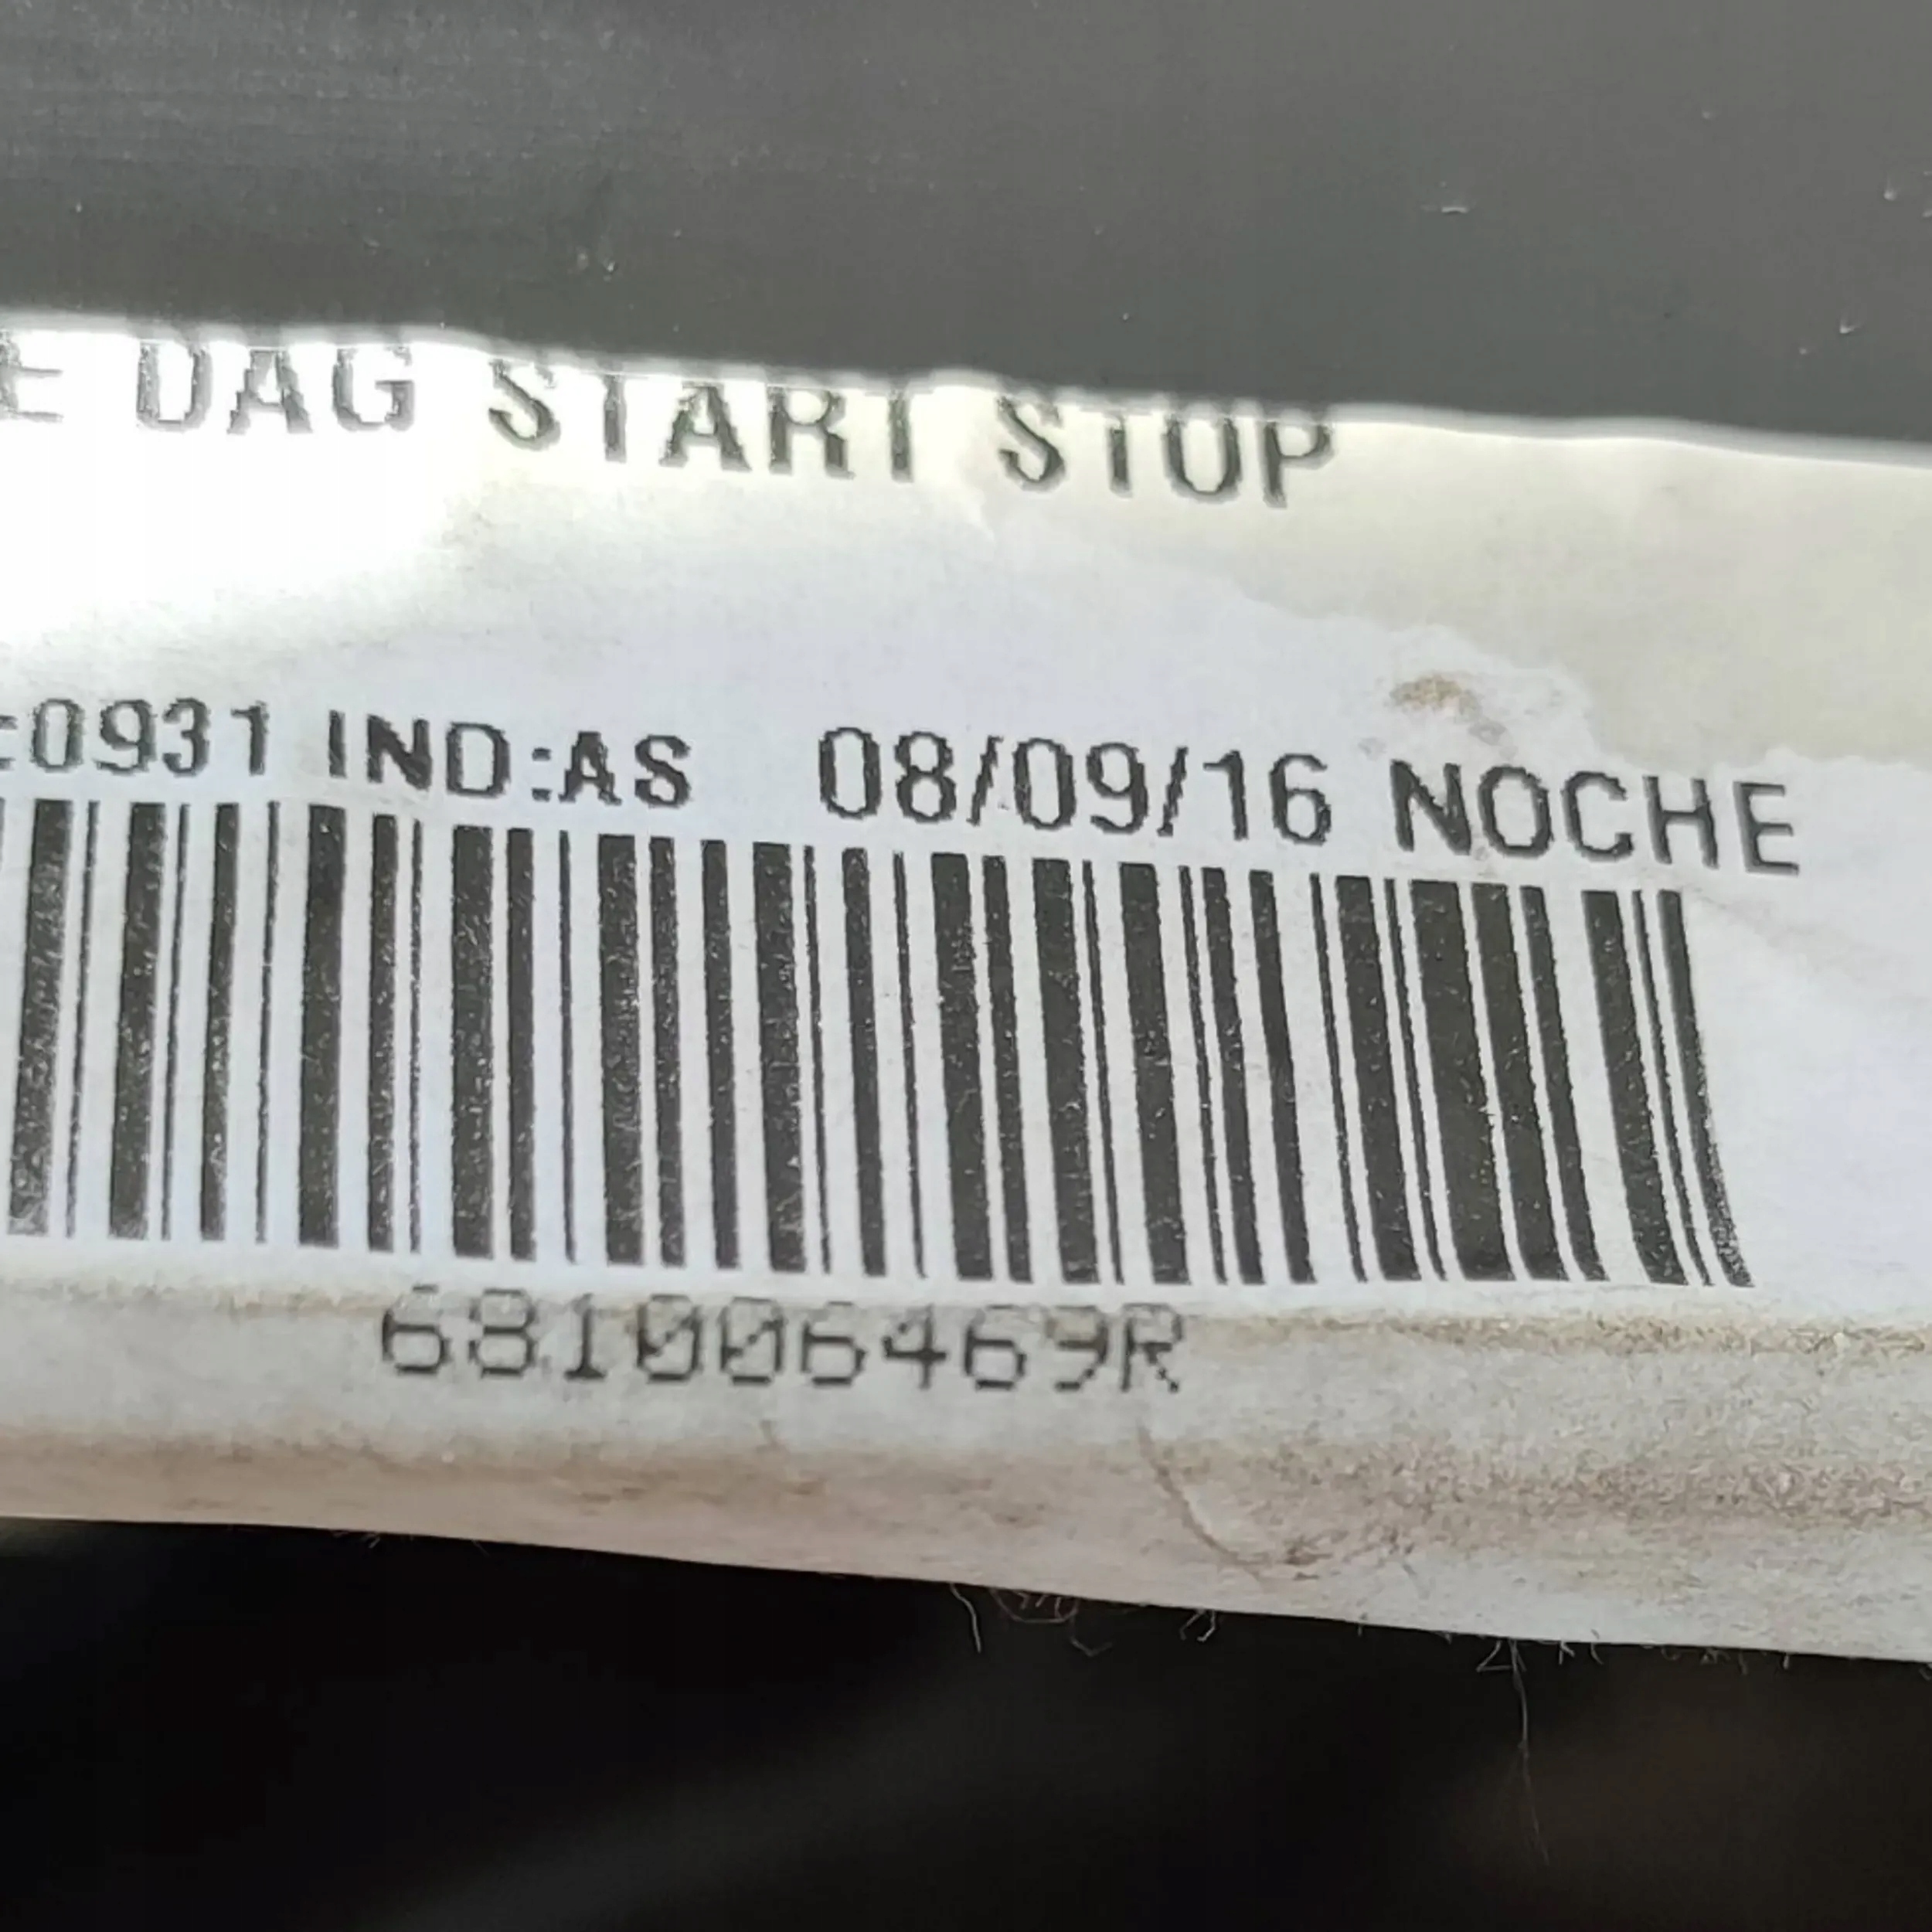 E DAG START STOP
:0931 IND:AS 08/09/16 NOCHE
681006469R